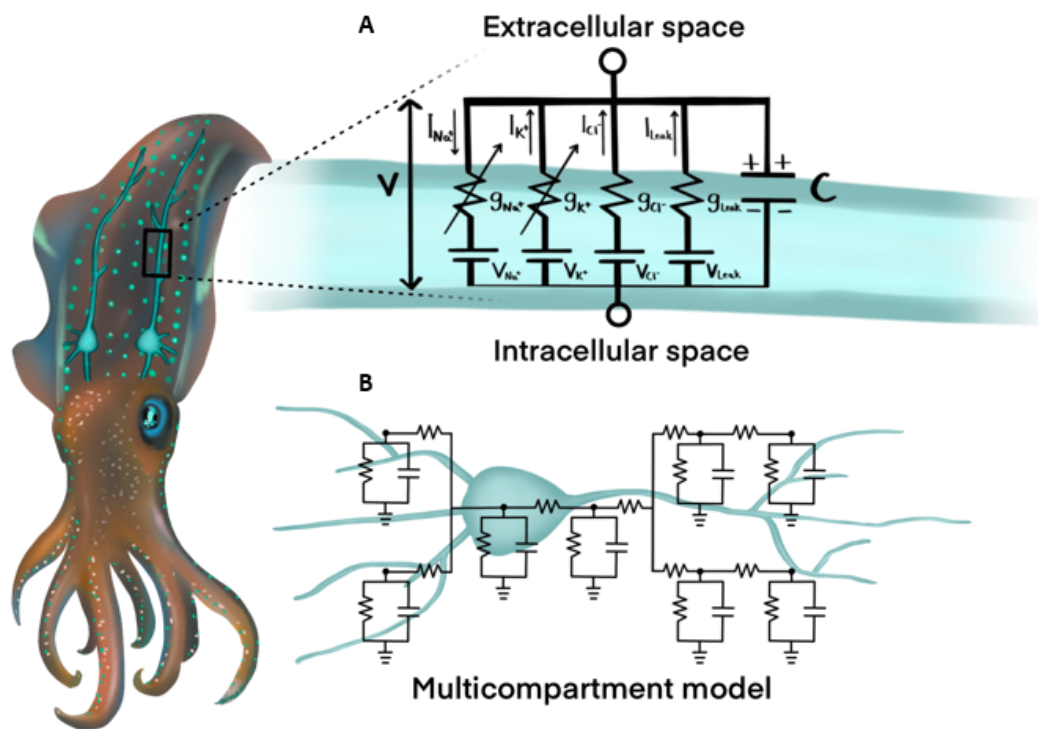 A
Extracellular space
I_Na⁺ I_K⁺ I_Cl⁻ I_Leak
V
+ +
g_Na⁺ g_K⁺ g_Cl⁻ g_Leak C
− −
V_Na⁺ V_K⁺ V_Cl⁻ V_Leak
Intracellular space
B
Multicompartment model